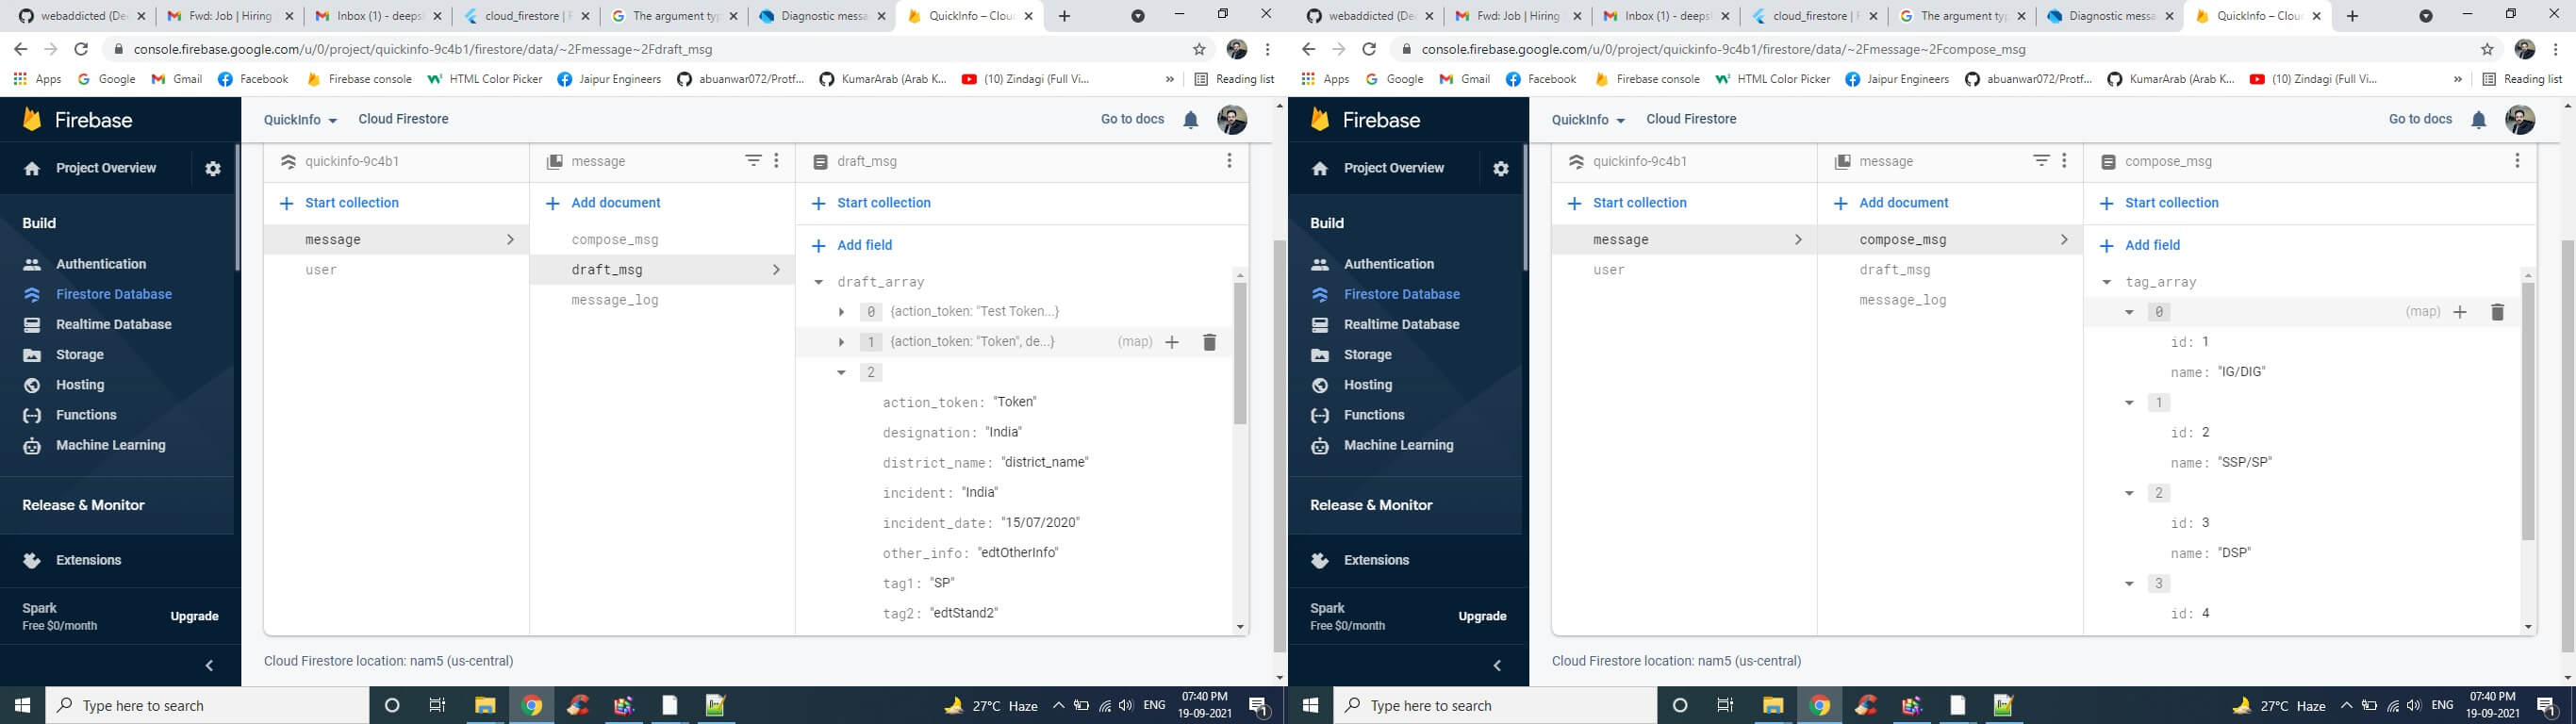 webaddicted (De
Fwd: Job | Hiring
Inbox (1) - deeps
cloud_firestore | F
The argument typ
Diagnostic messa
QuickInfo – Clou
console.firebase.google.com/u/0/project/quickinfo-9c4b1/firestore/data/~2Fmessage~2Fdraft_msg
Apps Google Gmail Facebook Firebase console HTML Color Picker Jaipur Engineers abuanwar072/Protf... KumarArab (Arab K... (10) Zindagi (Full Vi... » Reading list
Firebase
QuickInfo Cloud Firestore Go to docs
Project Overview
Build
Authentication
Firestore Database
Realtime Database
Storage
Hosting
Functions
Machine Learning
Release & Monitor
Extensions
Spark
Free $0/month
Upgrade
quickinfo-9c4b1
Start collection
message
user
message
Add document
compose_msg
draft_msg
message_log
draft_msg
Start collection
Add field
draft_array
0 {action_token: "Test Token...}
1 {action_token: "Token", de...} (map)
2
action_token: "Token"
designation: "India"
district_name: "district_name"
incident: "India"
incident_date: "15/07/2020"
other_info: "edtOtherInfo"
tag1: "SP"
tag2: "edtStand2"
Cloud Firestore location: nam5 (us-central)
Type here to search
27°C Haze ENG
07:40 PM
19-09-2021
1
webaddicted (De
Fwd: Job | Hiring
Inbox (1) - deeps
cloud_firestore | F
The argument typ
Diagnostic messa
QuickInfo – Clou
console.firebase.google.com/u/0/project/quickinfo-9c4b1/firestore/data/~2Fmessage~2Fcompose_msg
Apps Google Gmail Facebook Firebase console HTML Color Picker Jaipur Engineers abuanwar072/Protf... KumarArab (Arab K... (10) Zindagi (Full Vi... » Reading list
Firebase
QuickInfo Cloud Firestore Go to docs
Project Overview
Build
Authentication
Firestore Database
Realtime Database
Storage
Hosting
Functions
Machine Learning
Release & Monitor
Extensions
Spark
Free $0/month
Upgrade
quickinfo-9c4b1
Start collection
message
user
message
Add document
compose_msg
draft_msg
message_log
compose_msg
Start collection
Add field
tag_array
0 (map)
id: 1
name: "IG/DIG"
1
id: 2
name: "SSP/SP"
2
id: 3
name: "DSP"
3
id: 4
Cloud Firestore location: nam5 (us-central)
Type here to search
27°C Haze ENG
07:40 PM
19-09-2021
1